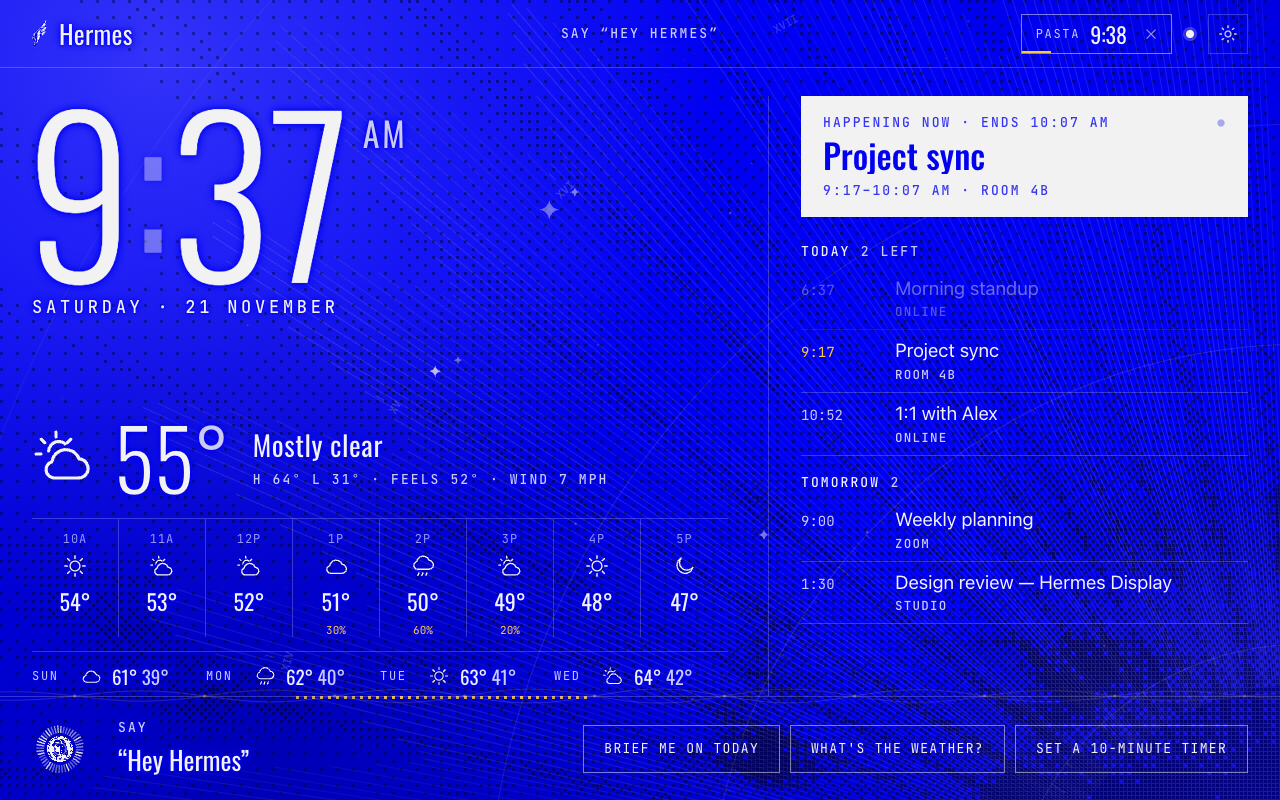 Hermes
SAY “HEY HERMES”
PASTA 9:38
XVII
9:37 AM
SATURDAY · 21 NOVEMBER
HAPPENING NOW · ENDS 10:07 AM
Project sync
9:17–10:07 AM · ROOM 4B
TODAY 2 LEFT
6:37 Morning standup
ONLINE
9:17 Project sync
ROOM 4B
10:52 1:1 with Alex
ONLINE
TOMORROW 2
9:00 Weekly planning
ZOOM
1:30 Design review — Hermes Display
STUDIO
55° Mostly clear
H 64° L 31° · FEELS 52° · WIND 7 MPH
10A 11A 12P 1P 2P 3P 4P 5P
54° 53° 52° 51° 50° 49° 48° 47°
30% 60% 20%
SUN 61° 39° MON 62° 40° TUE 63° 41° WED 64° 42°
SAY
“Hey Hermes”
BRIEF ME ON TODAY
WHAT'S THE WEATHER?
SET A 10-MINUTE TIMER